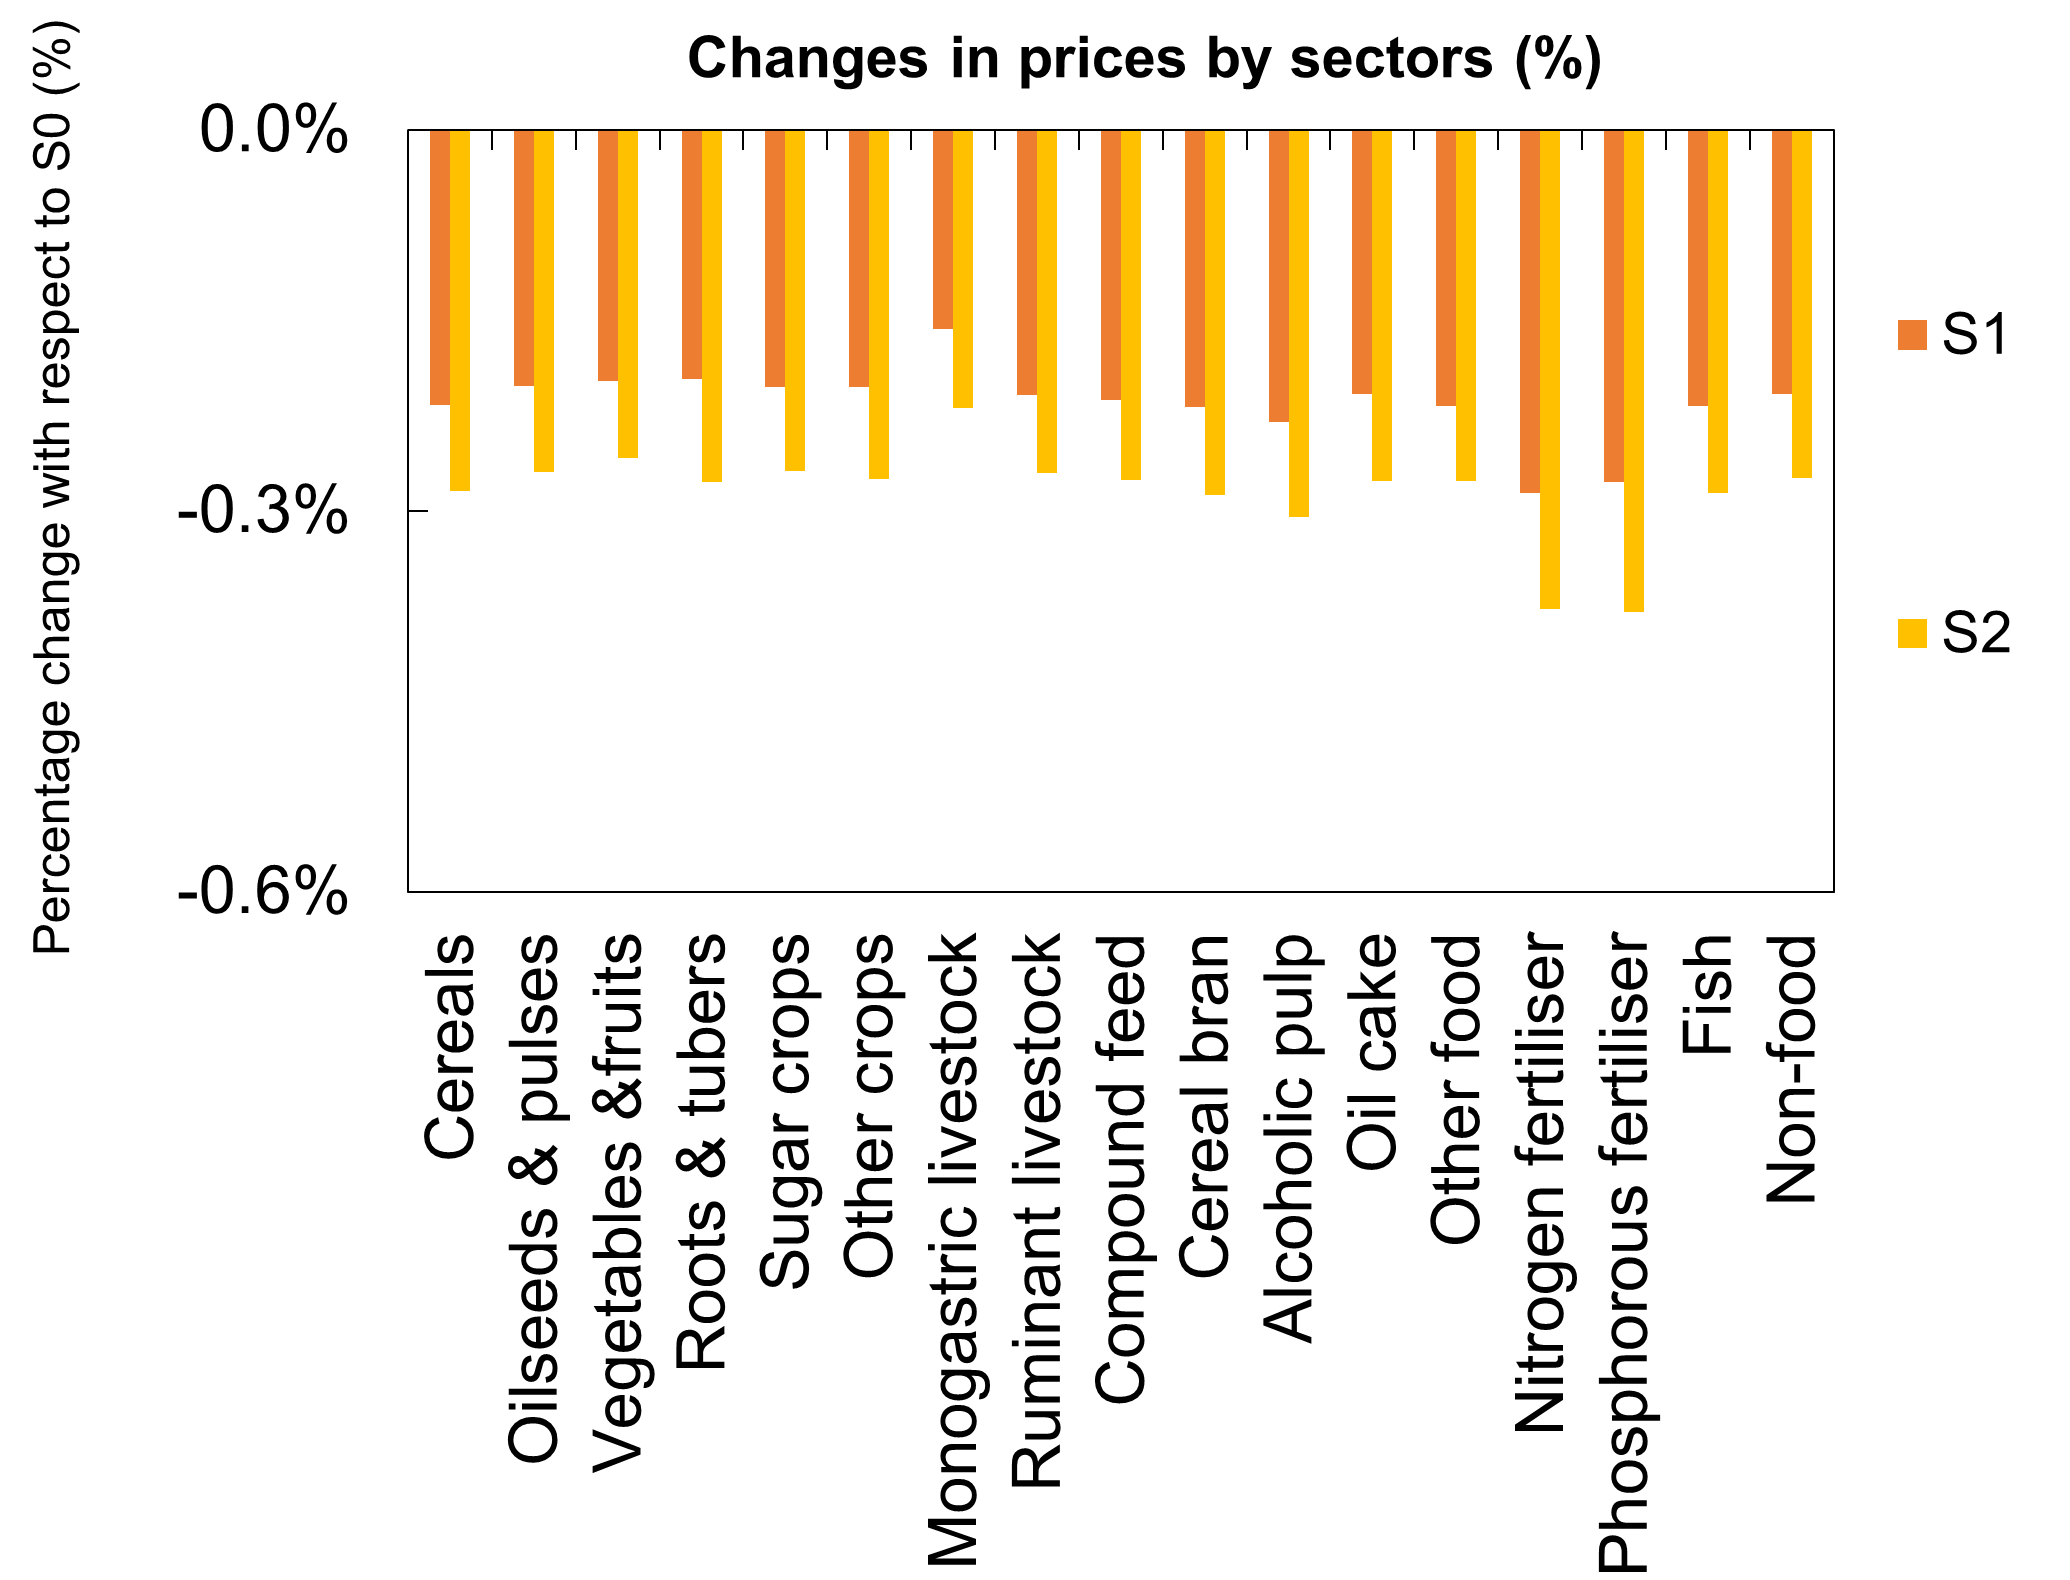 Changes in prices by sectors (%)
Percentage change with respect to S0 (%)
0.0%
-0.3%
-0.6%
S1
S2
Cereals
Oilseeds & pulses
Vegetables &fruits
Roots & tubers
Sugar crops
Other crops
Monogastric livestock
Ruminant livestock
Compound feed
Cereal bran
Alcoholic pulp
Oil cake
Other food
Nitrogen fertiliser
Phosphorous fertiliser
Fish
Non-food